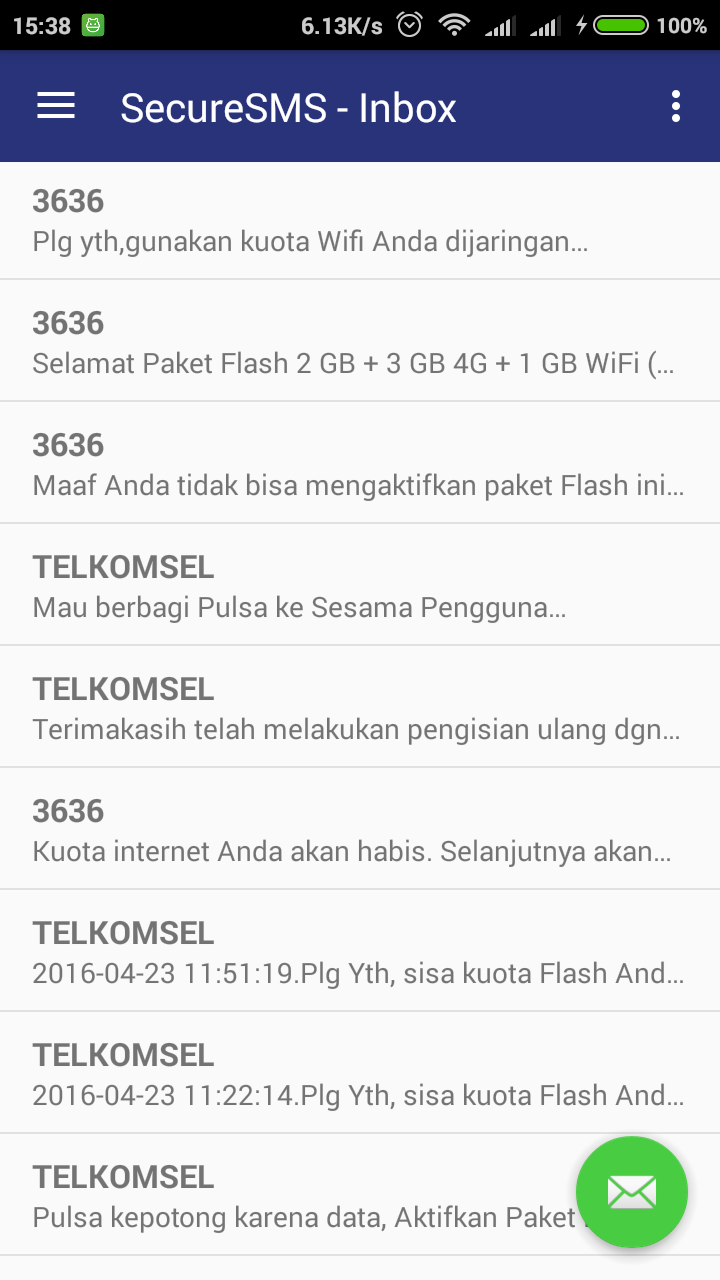 15:38 6.13K/s 100%
SecureSMS - Inbox
3636
Plg yth,gunakan kuota Wifi Anda dijaringan...
3636
Selamat Paket Flash 2 GB + 3 GB 4G + 1 GB WiFi (...
3636
Maaf Anda tidak bisa mengaktifkan paket Flash ini...
TELKOMSEL
Mau berbagi Pulsa ke Sesama Pengguna...
TELKOMSEL
Terimakasih telah melakukan pengisian ulang dgn...
3636
Kuota internet Anda akan habis. Selanjutnya akan...
TELKOMSEL
2016-04-23 11:51:19.Plg Yth, sisa kuota Flash And...
TELKOMSEL
2016-04-23 11:22:14.Plg Yth, sisa kuota Flash And...
TELKOMSEL
Pulsa kepotong karena data, Aktifkan Paket